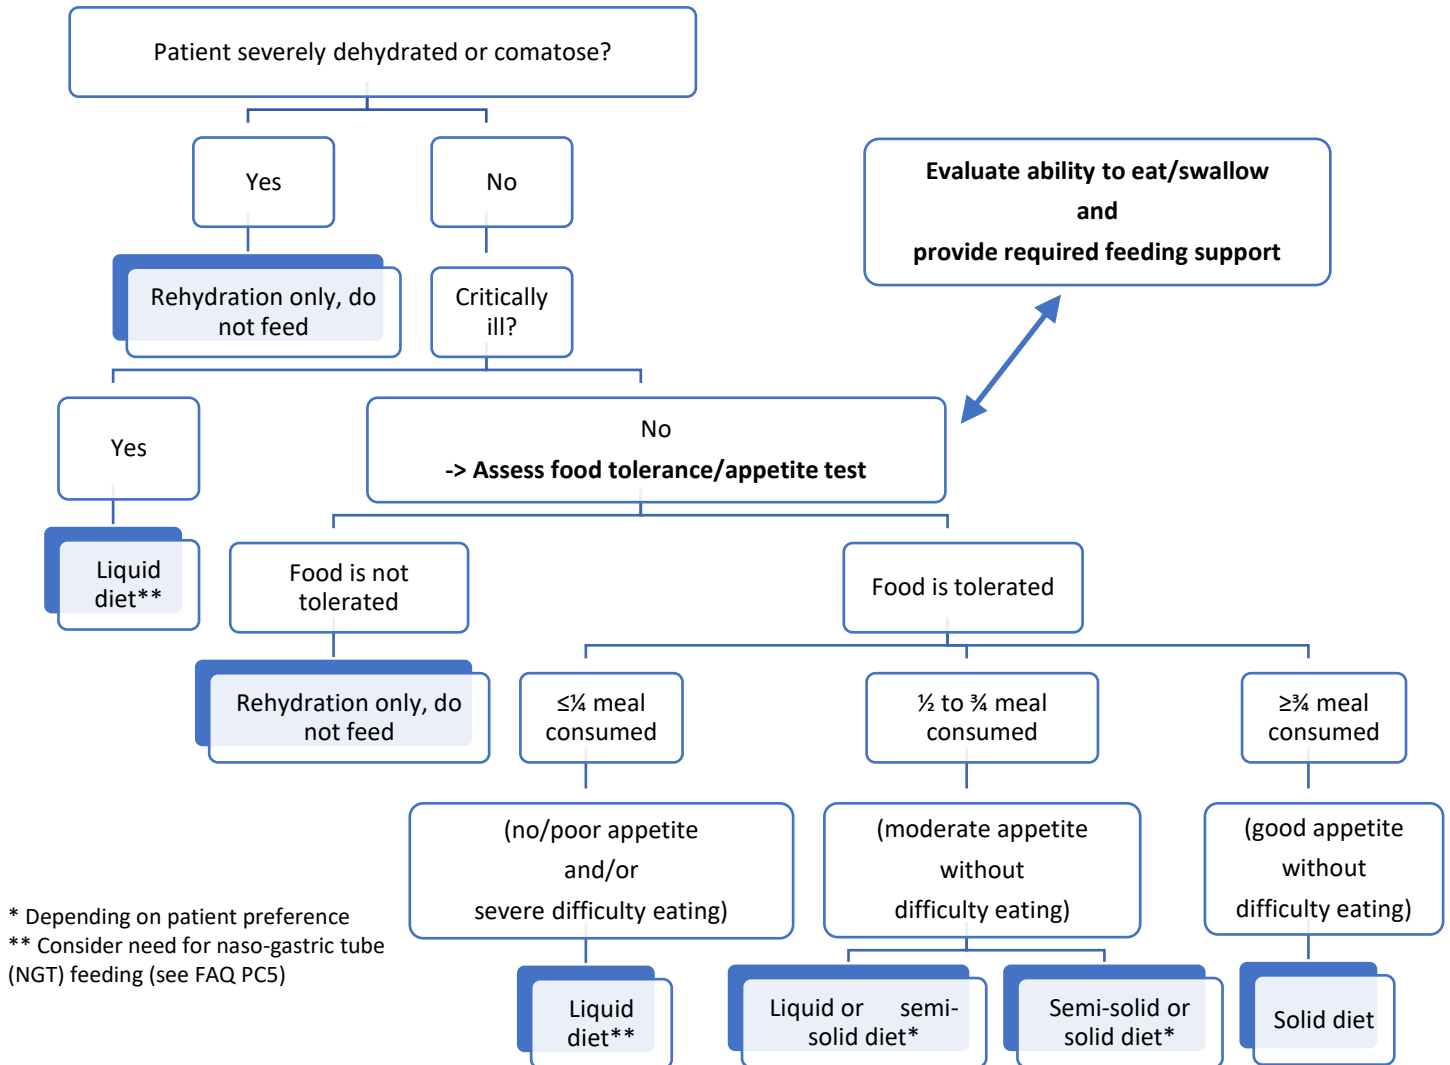 Patient severely dehydrated or comatose?
Yes
No
Evaluate ability to eat/swallow
and
provide required feeding support
Rehydration only, do
not feed
Critically
ill?
Yes
No
-> Assess food tolerance/appetite test
Liquid
diet**
Food is not
tolerated
Food is tolerated
Rehydration only, do
not feed
≤¼ meal
consumed
½ to ¾ meal
consumed
≥¾ meal
consumed
(no/poor appetite
and/or
severe difficulty eating)
(moderate appetite
without
difficulty eating)
(good appetite
without
difficulty eating)
* Depending on patient preference
** Consider need for naso-gastric tube
(NGT) feeding (see FAQ PC5)
Liquid
diet**
Liquid or semi-
solid diet*
Semi-solid or
solid diet*
Solid diet